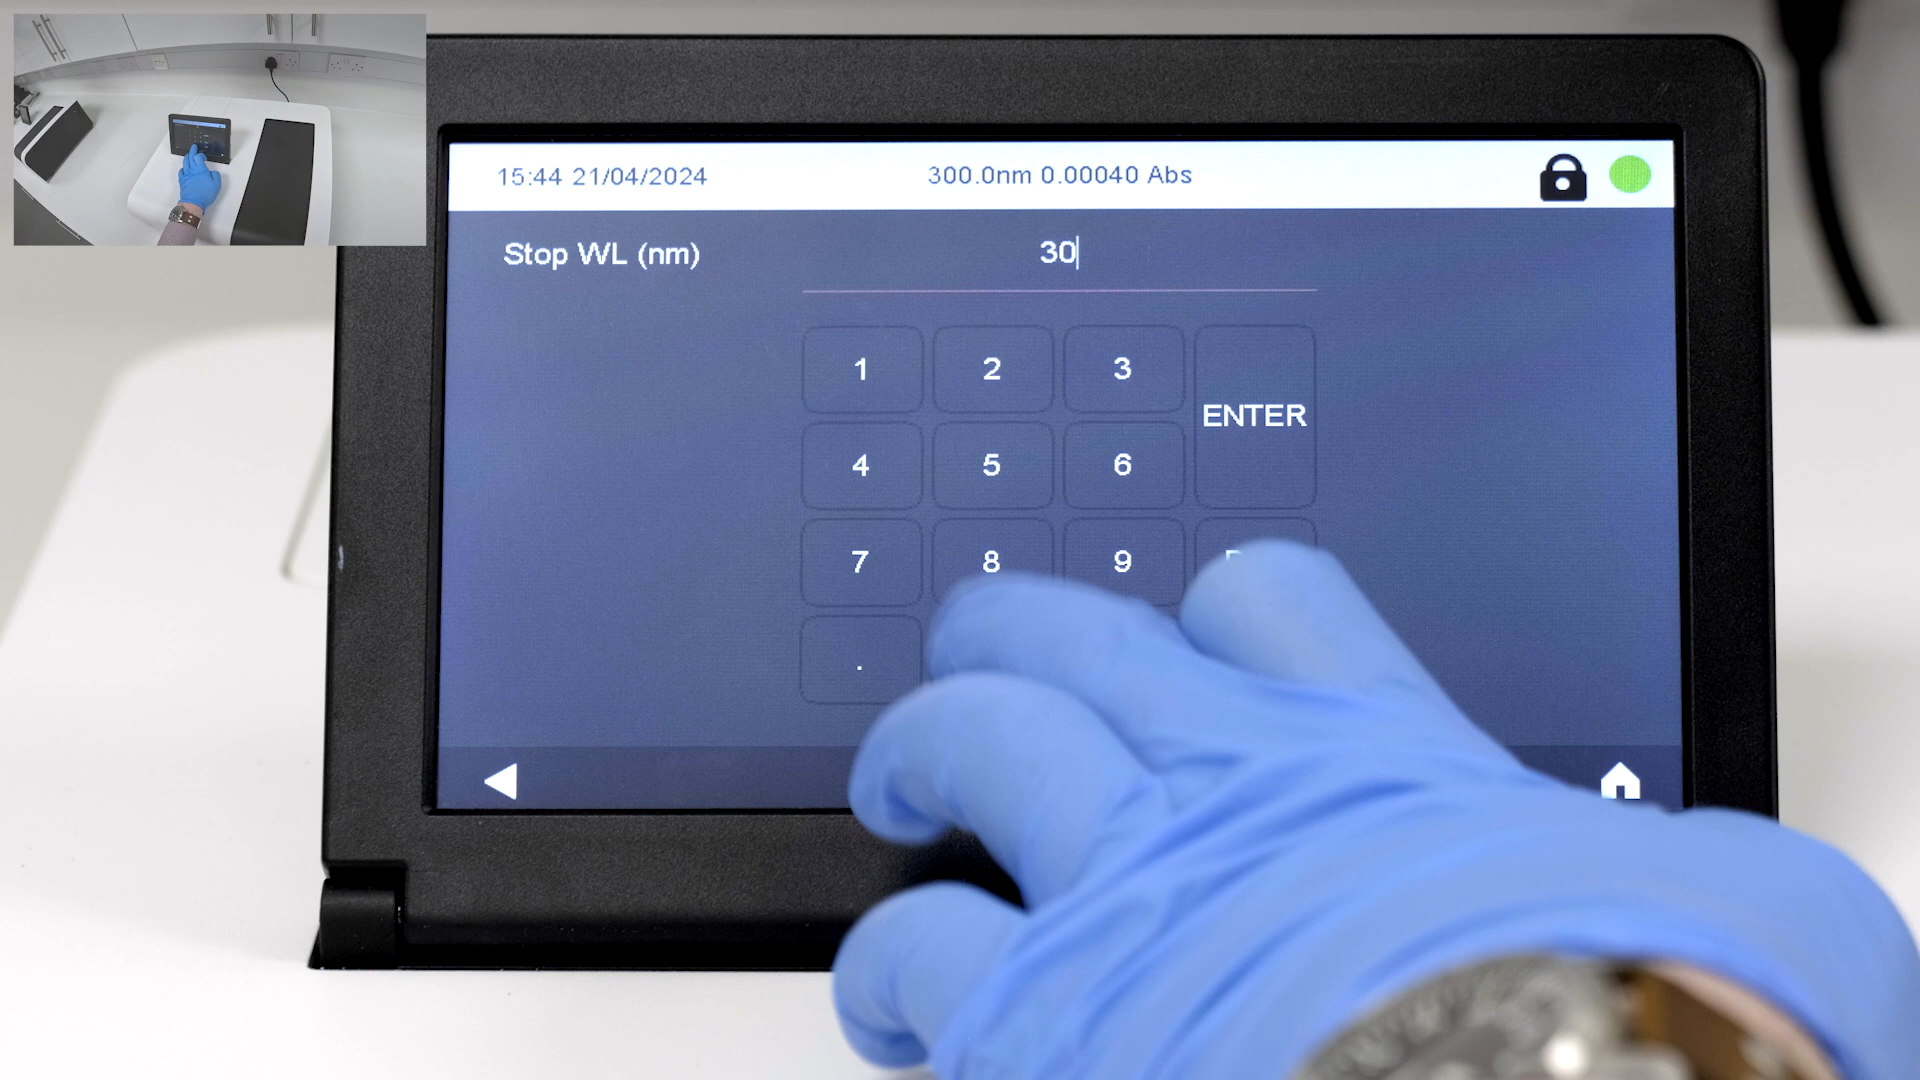 15:44 21/04/2024 300.0nm 0.00040 Abs
Stop WL (nm) 30
1 2 3
ENTER
4 5 6
7 8 9
.